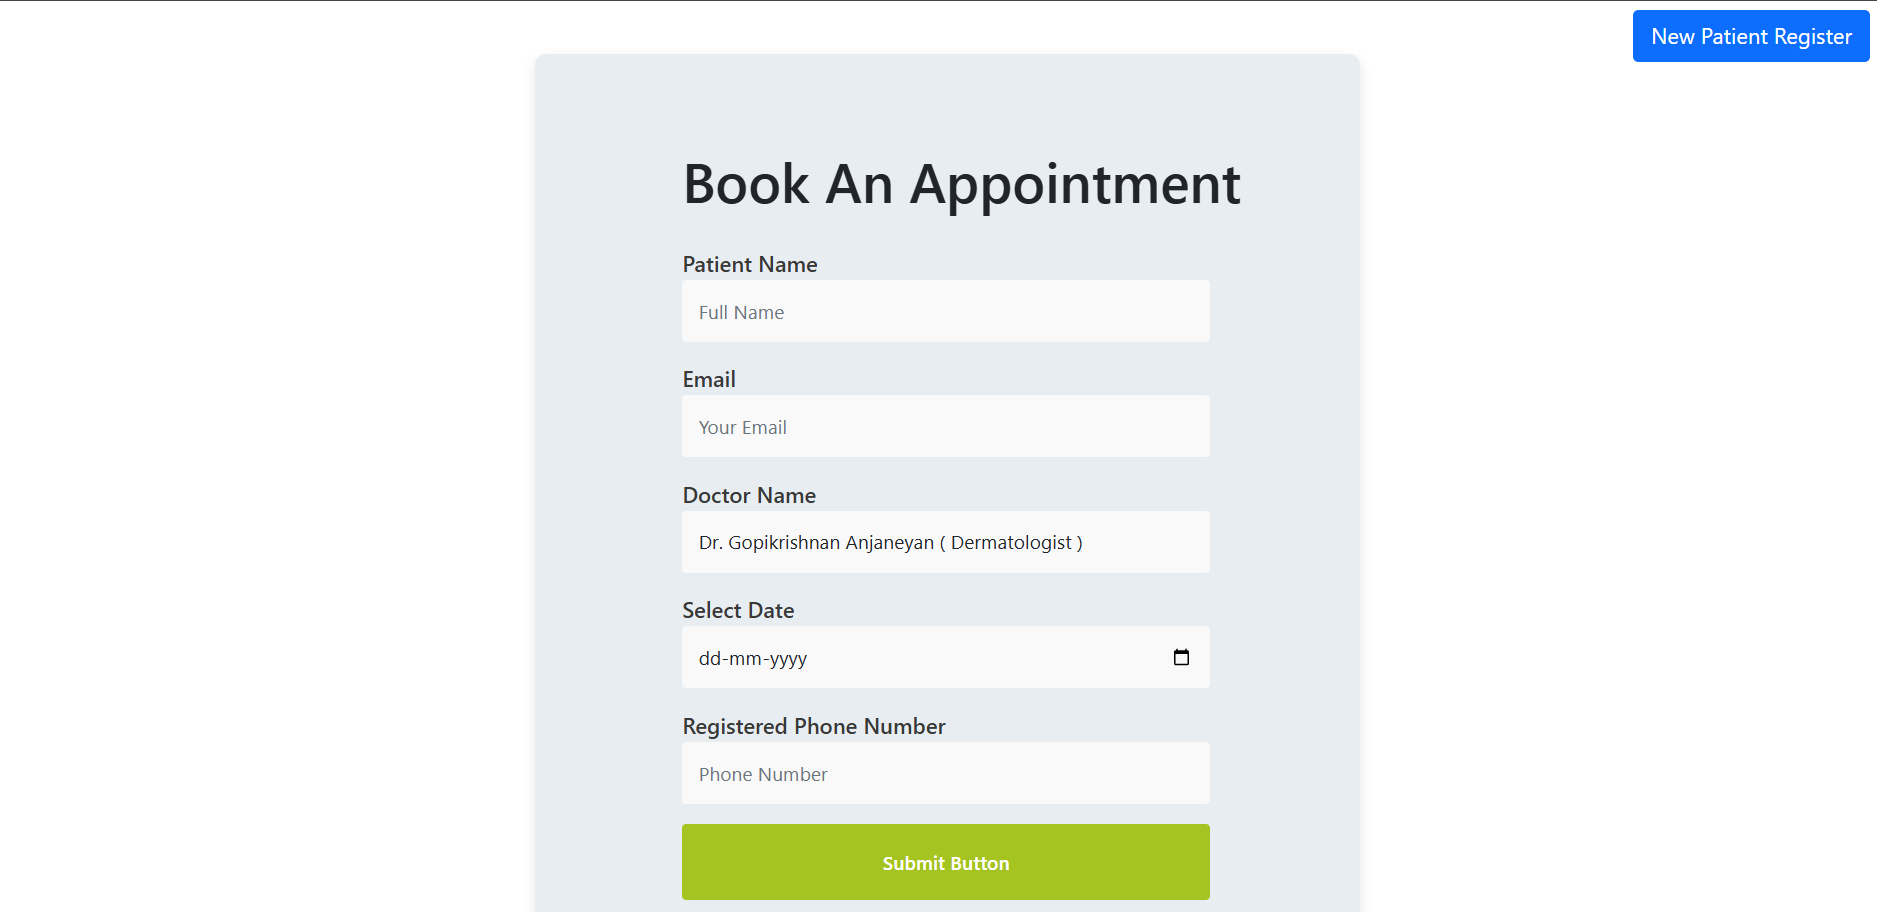 New Patient Register
Book An Appointment
Patient Name
Full Name
Email
Your Email
Doctor Name
Dr. Gopikrishnan Anjaneyan ( Dermatologist )
Select Date
dd-mm-yyyy
Registered Phone Number
Phone Number
Submit Button